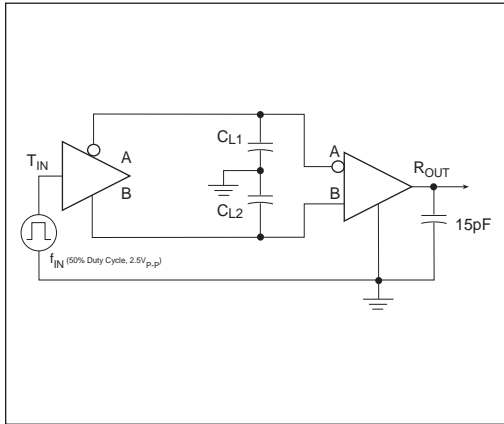 T_IN
A
B
C_L1
C_L2
A
B
R_OUT
15pF
f_IN (50% Duty Cycle, 2.5V_P-P)